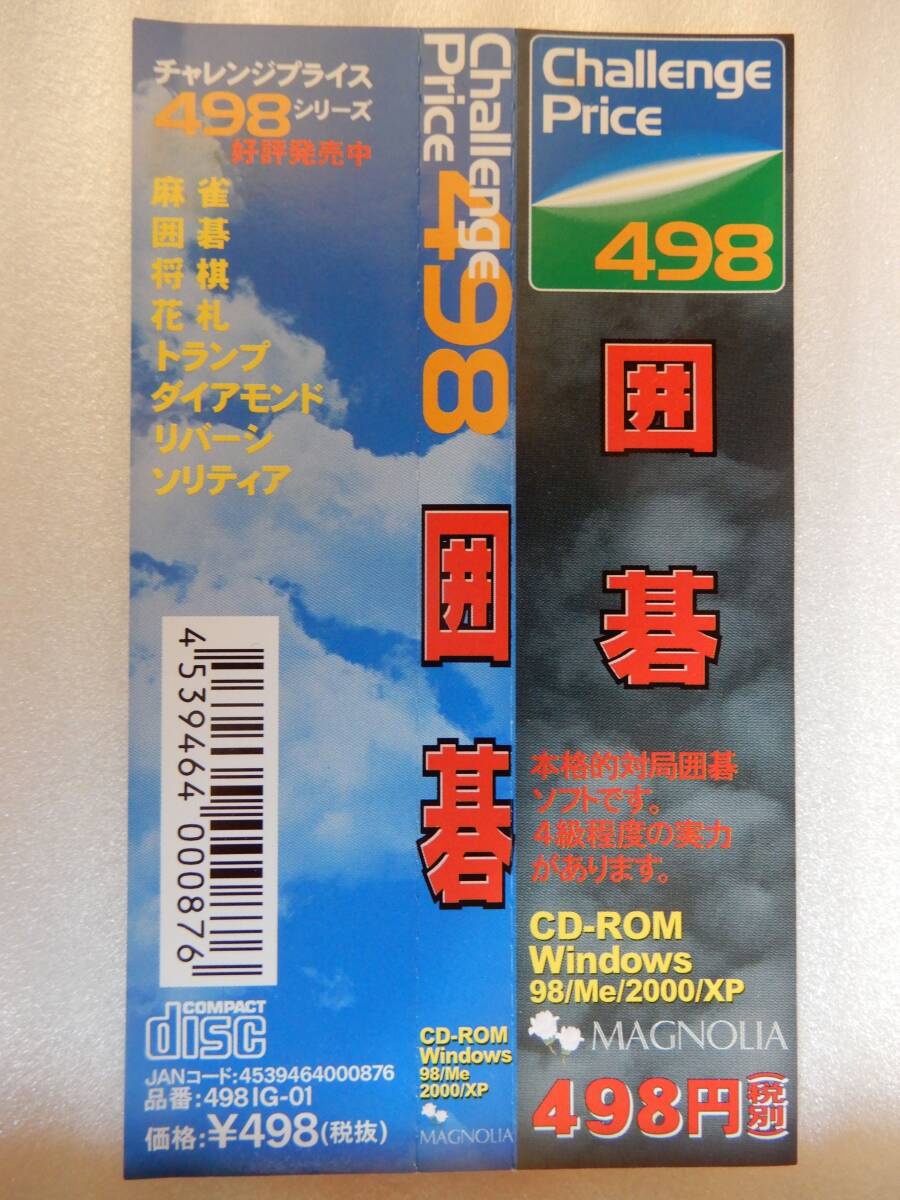 チャレンジプライス
498シリーズ
好評発売中
麻雀
囲碁
将棋
花札
トランプ
ダイアモンド
リバーシ
ソリティア
4539464000876
COMPACT
disc
JANコード:4539464000876
品番:498IG-01
価格:¥498(税抜)
Challenge
Price
498
囲碁
CD-ROM
Windows
98/Me
2000/XP
MAGNOLIA
Challenge
Price
498
囲碁
本格的対局囲碁
ソフトです。
4級程度の実力
があります。
CD-ROM
Windows
98/Me/2000/XP
MAGNOLIA
498円(税別)